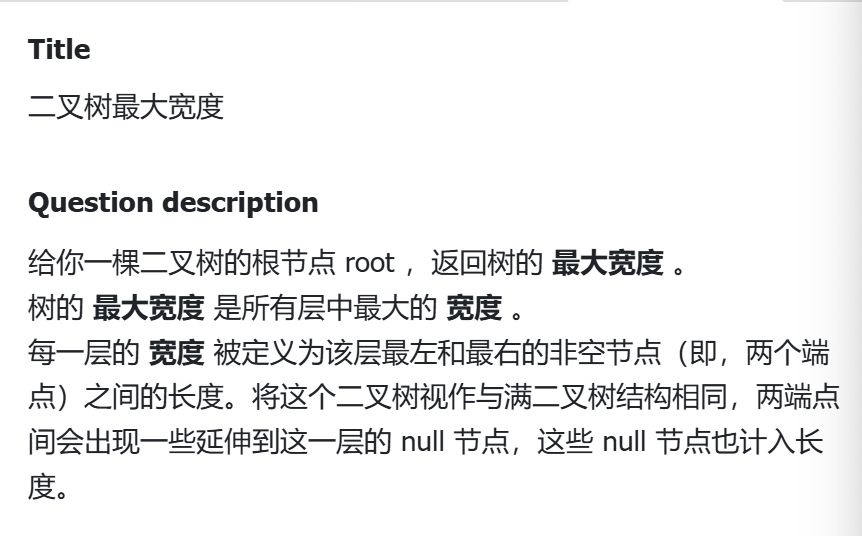 Title
二叉树最大宽度
Question description
给你一棵二叉树的根节点 root ，返回树的 最大宽度 。
树的 最大宽度 是所有层中最大的 宽度 。
每一层的 宽度 被定义为该层最左和最右的非空节点（即，两个端
点）之间的长度。将这个二叉树视作与满二叉树结构相同，两端点
间会出现一些延伸到这一层的 null 节点，这些 null 节点也计入长
度。